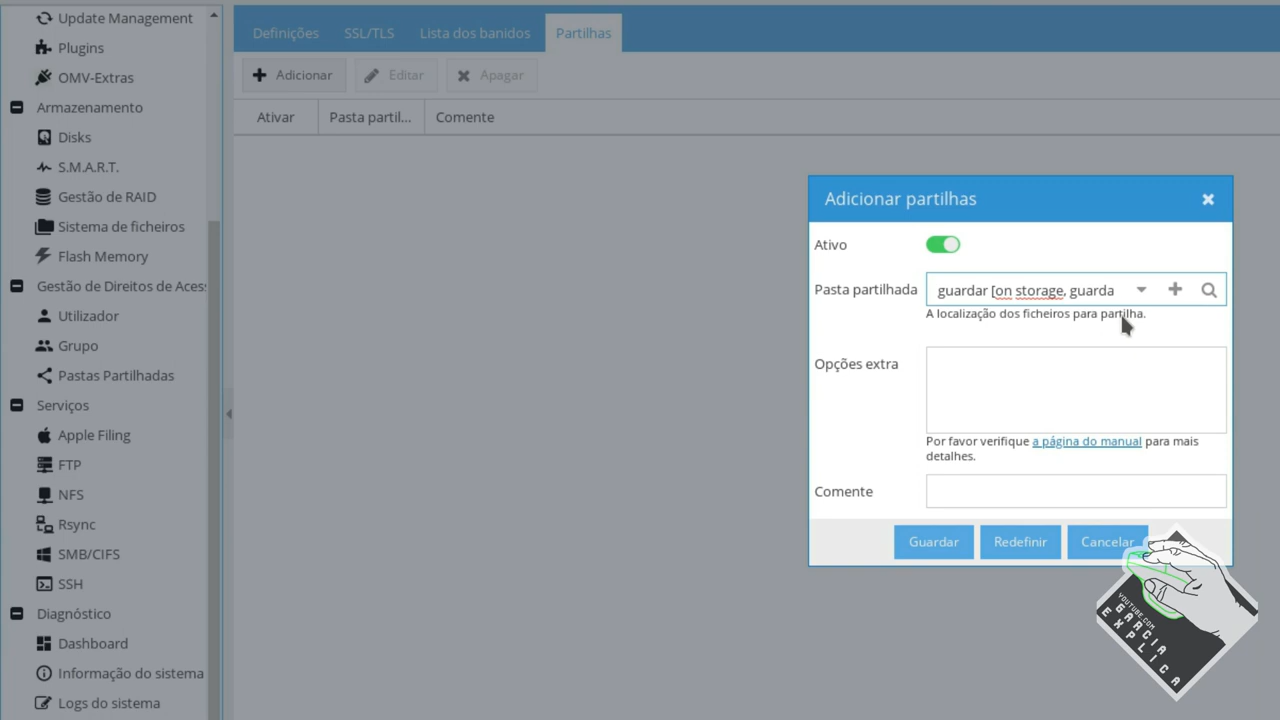 Update Management
Plugins
OMV-Extras
Armazenamento
Disks
S.M.A.R.T.
Gestão de RAID
Sistema de ficheiros
Flash Memory
Gestão de Direitos de Aces
Utilizador
Grupo
Pastas Partilhadas
Serviços
Apple Filing
FTP
NFS
Rsync
SMB/CIFS
SSH
Diagnóstico
Dashboard
Informação do sistema
Logs do sistema
Definições SSL/TLS Lista dos banidos Partilhas
Adicionar Editar Apagar
Ativar Pasta partil... Comente
Adicionar partilhas
Ativo
Pasta partilhada guardar [on storage, guarda
A localização dos ficheiros para partilha.
Opções extra
Por favor verifique a página do manual para mais
detalhes.
Comente
Guardar Redefinir Cancelar
YOUTUBE.COM
GARCIA
EXPLICA